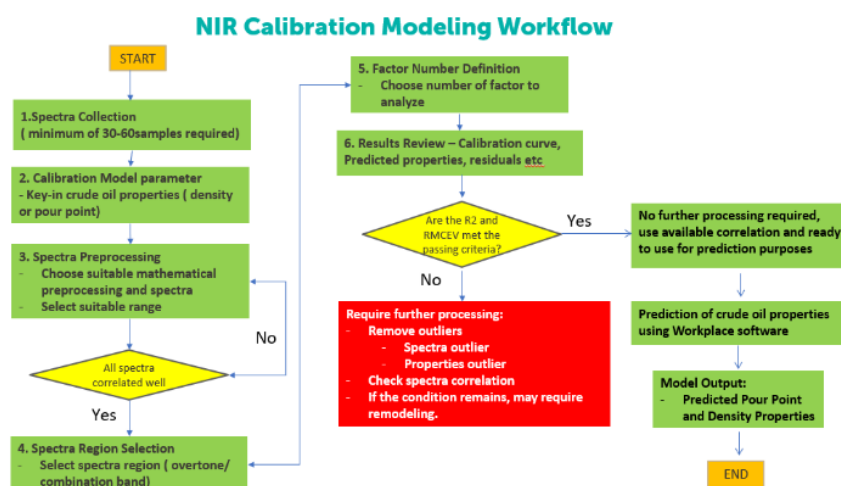 NIR Calibration Modeling Workflow
START
1.Spectra Collection
( minimum of 30-60samples required)
2. Calibration Model parameter
- Key-in crude oil properties ( density
or pour point)
3. Spectra Preprocessing
- Choose suitable mathematical
preprocessing and spectra
- Select suitable range
No
All spectra
correlated well
Yes
4. Spectra Region Selection
- Select spectra region ( overtone/
combination band)
5. Factor Number Definition
- Choose number of factor to
analyze
6. Results Review – Calibration curve,
Predicted properties, residuals etc
Are the R2 and
RMCEV met the
passing criteria?
Yes
No
Require further processing:
- Remove outliers
- Spectra outlier
- Properties outlier
- Check spectra correlation
- If the condition remains, may require
remodeling.
No further processing required,
use available correlation and ready
to use for prediction purposes
Prediction of crude oil properties
using Workplace software
Model Output:
- Predicted Pour Point
and Density Properties
END